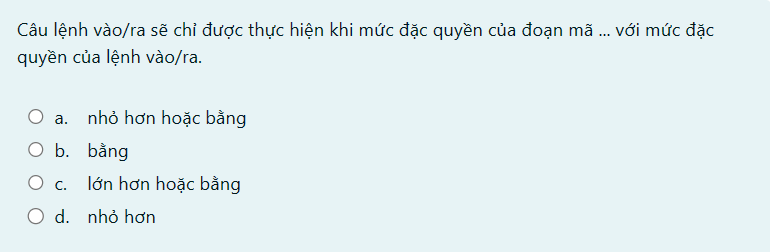 Câu lệnh vào/ra sẽ chỉ được thực hiện khi mức đặc quyền của đoạn mã ... với mức đặc
quyền của lệnh vào/ra.
a. nhỏ hơn hoặc bằng
b. bằng
c. lớn hơn hoặc bằng
d. nhỏ hơn